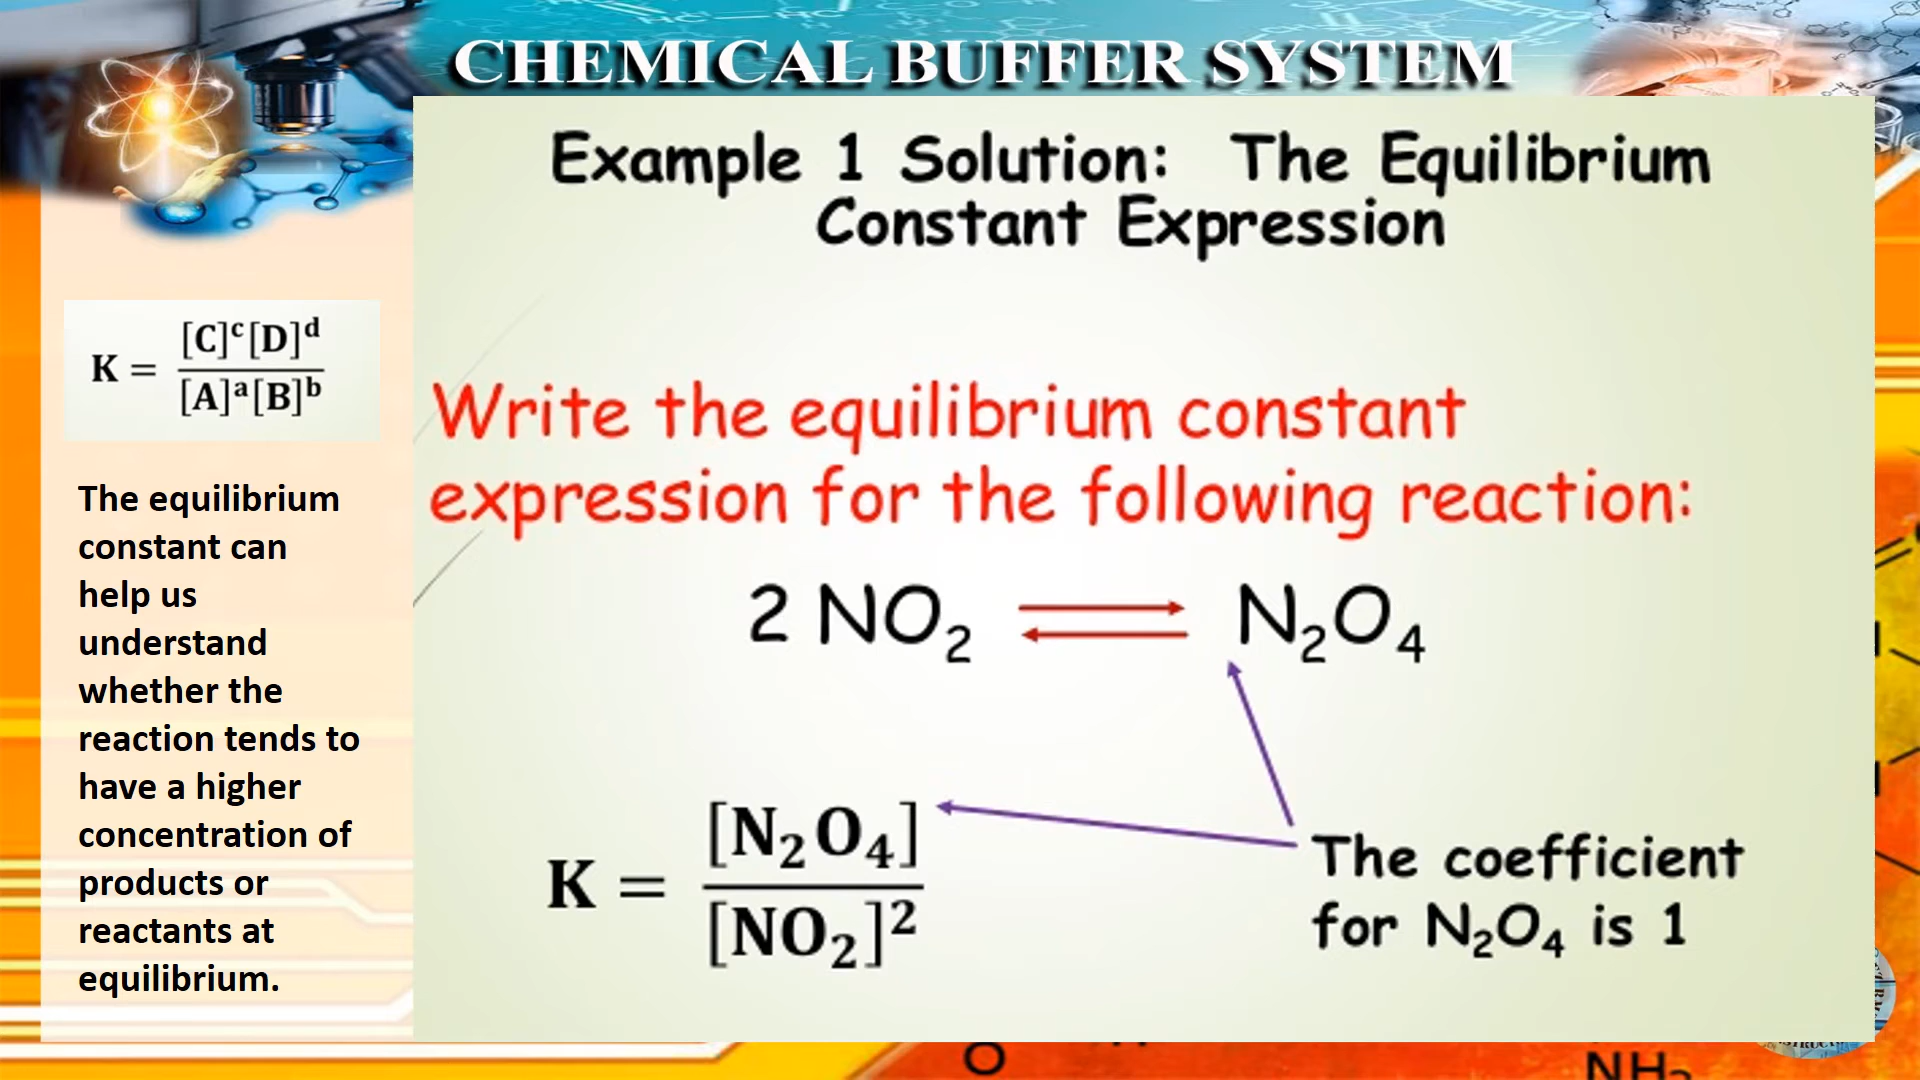 CHEMICAL BUFFER SYSTEM
Example 1 Solution: The Equilibrium
Constant Expression
K = [C]ᶜ[D]ᵈ / [A]ᵃ[B]ᵇ
The equilibrium
constant can
help us
understand
whether the
reaction tends to
have a higher
concentration of
products or
reactants at
equilibrium.
Write the equilibrium constant
expression for the following reaction:
2 NO₂ ⇌ N₂O₄
K = [N₂O₄] / [NO₂]²
The coefficient
for N₂O₄ is 1
O
NH₂